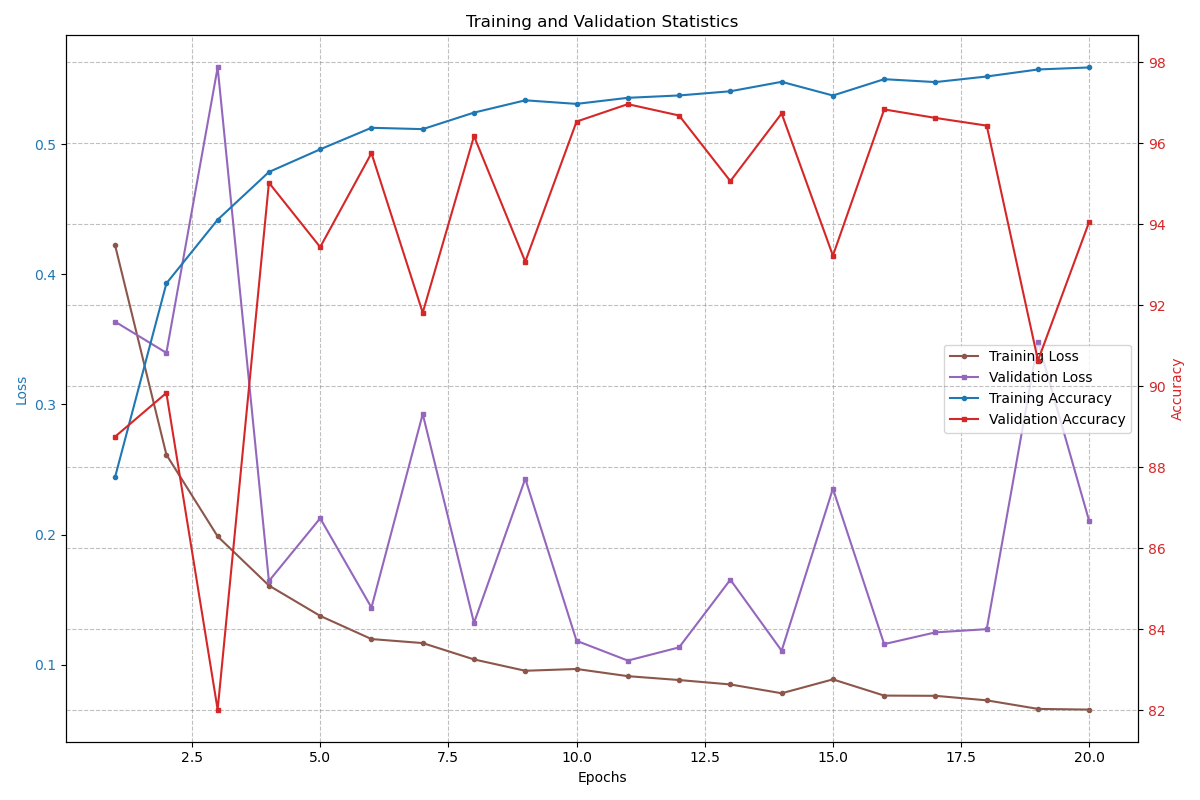 Training and Validation Statistics
0.5
0.4
0.3
0.2
0.1
Loss
98
96
94
92
90
88
86
84
82
Accuracy
Training Loss
Validation Loss
Training Accuracy
Validation Accuracy
2.5 5.0 7.5 10.0 12.5 15.0 17.5 20.0
Epochs